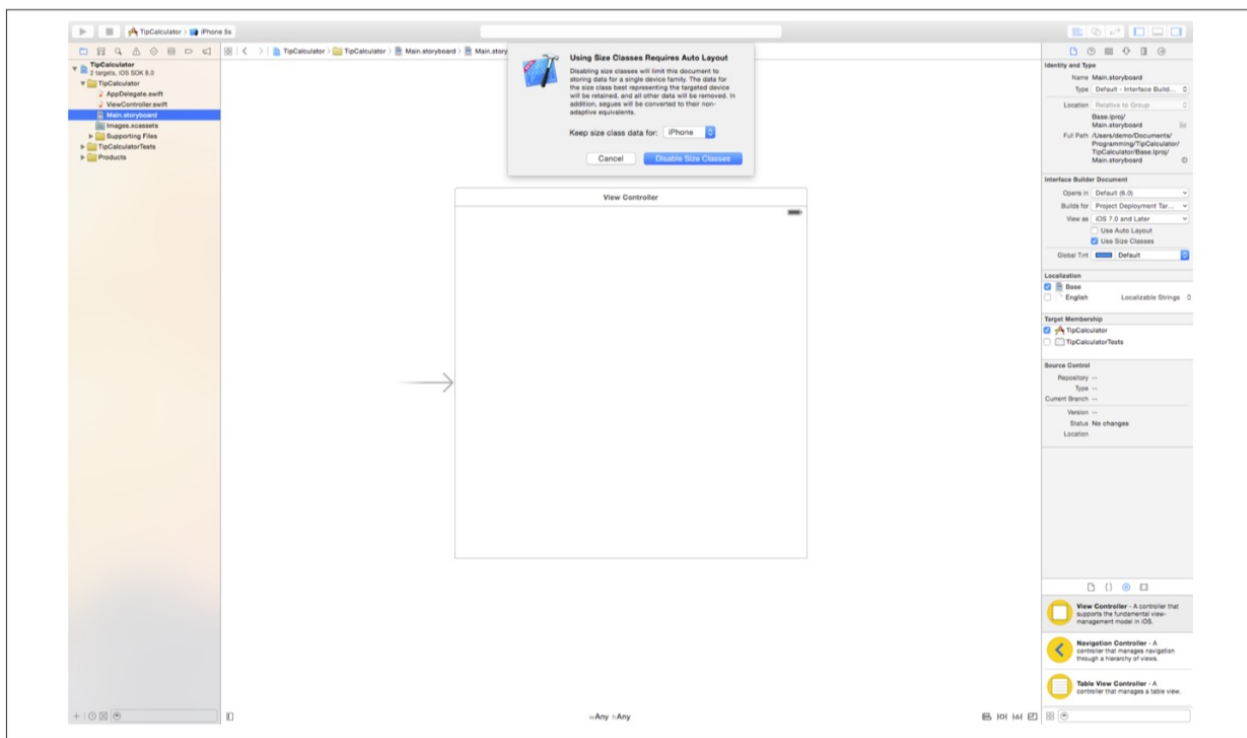 TipCalculator
iPhone 5s
TipCalculator
2 targets, iOS SDK 8.0
TipCalculator
AppDelegate.swift
ViewController.swift
Main.storyboard
Images.xcassets
Supporting Files
TipCalculatorTests
Products
TipCalculator
TipCalculator
Main.storyboard
Main.story
Using Size Classes Requires Auto Layout
Disabling size classes will limit this document to
storing data for a single device family. The data for
the size class best representing the targeted device
will be retained, and all other data will be removed. In
addition, segues will be converted to their non-
adaptive equivalents.
Keep size class data for: iPhone
Cancel
Disable Size Classes
View Controller
wAny hAny
Identity and Type
Name Main.storyboard
Type Default - Interface Build...
Location Relative to Group
Base.lproj/
Main.storyboard
Full Path /Users/demo/Documents/
Programming/TipCalculator/
TipCalculator/Base.lproj/
Main.storyboard
Interface Builder Document
Opens in Default (6.0)
Builds for Project Deployment Tar...
View as iOS 7.0 and Later
Use Auto Layout
Use Size Classes
Global Tint Default
Localization
Base
English Localizable Strings
Target Membership
TipCalculator
TipCalculatorTests
Source Control
Repository --
Type --
Current Branch --
Version --
Status No changes
Location
View Controller - A controller that
supports the fundamental view-
management model in iOS.
Navigation Controller - A
controller that manages navigation
through a hierarchy of views.
Table View Controller - A
controller that manages a table view.